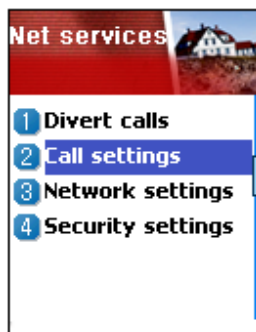 Net services
1 Divert calls
2 Call settings
3 Network settings
4 Security settings